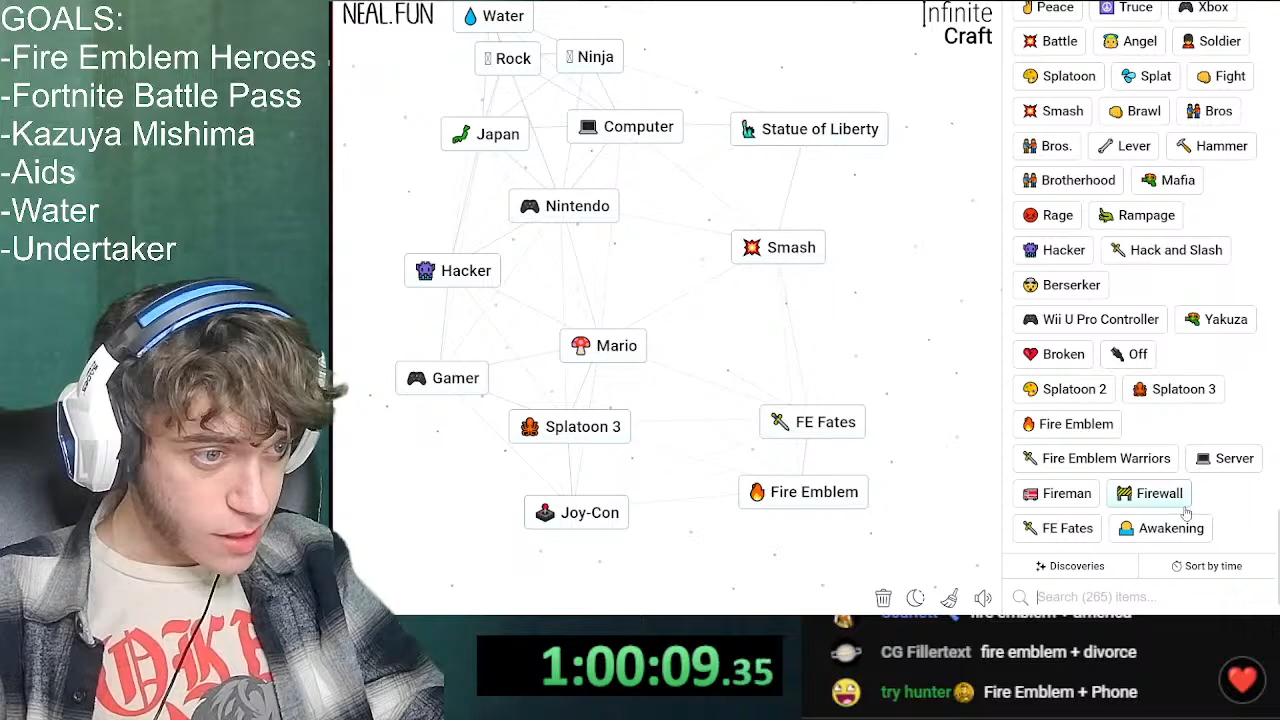 GOALS:
-Fire Emblem Heroes
-Fortnite Battle Pass
-Kazuya Mishima
-Aids
-Water
-Undertaker
NEAL.FUN
Infinite
Craft
Water
Rock
Ninja
Japan
Computer
Statue of Liberty
Nintendo
Smash
Hacker
Mario
Gamer
Splatoon 3
FE Fates
Fire Emblem
Joy-Con
Peace Truce Xbox
Battle Angel Soldier
Splatoon Splat Fight
Smash Brawl Bros
Bros. Lever Hammer
Brotherhood Mafia
Rage Rampage
Hacker Hack and Slash
Berserker
Wii U Pro Controller Yakuza
Broken Off
Splatoon 2 Splatoon 3
Fire Emblem
Fire Emblem Warriors Server
Fireman Firewall
FE Fates Awakening
Discoveries Sort by time
Search (265) items...
1:00:09.35
fire emblem + america
CG Fillertext fire emblem + divorce
try hunter Fire Emblem + Phone